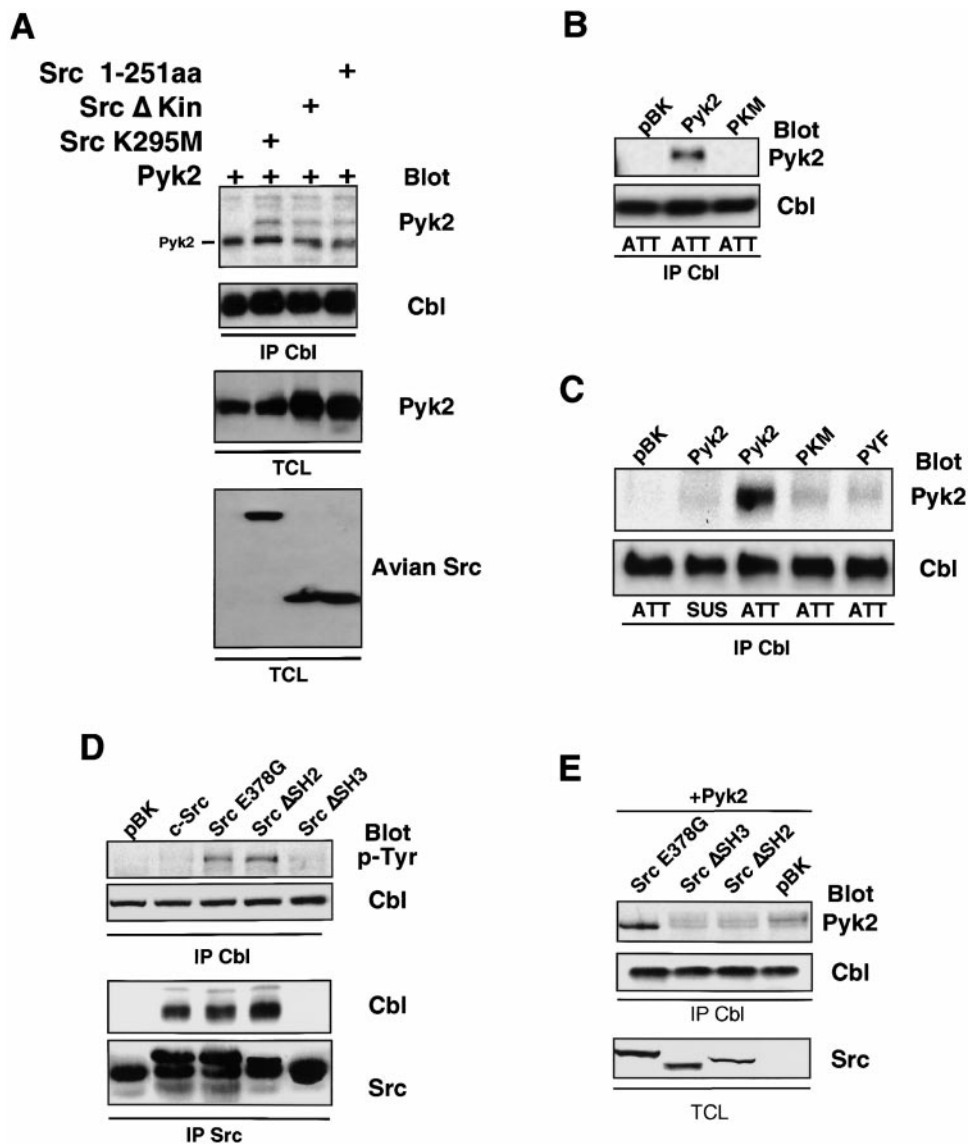 A
Src 1-251aa +
Src Δ Kin +
Src K295M +
Pyk2 + + + + Blot
Pyk2
Pyk2
Cbl
IP Cbl
Pyk2
TCL
Avian Src
TCL
B
pBK Pyk2 PKM
Blot
Pyk2
Cbl
ATT ATT ATT
IP Cbl
C
pBK Pyk2 Pyk2 PKM PYF
Blot
Pyk2
Cbl
ATT SUS ATT ATT ATT
IP Cbl
D
pBK c-Src Src E378G Src ΔSH2 Src ΔSH3
Blot
p-Tyr
Cbl
IP Cbl
Cbl
Src
IP Src
E
+Pyk2
Src E378G Src ΔSH3 Src ΔSH2 pBK
Blot
Pyk2
Cbl
IP Cbl
Src
TCL